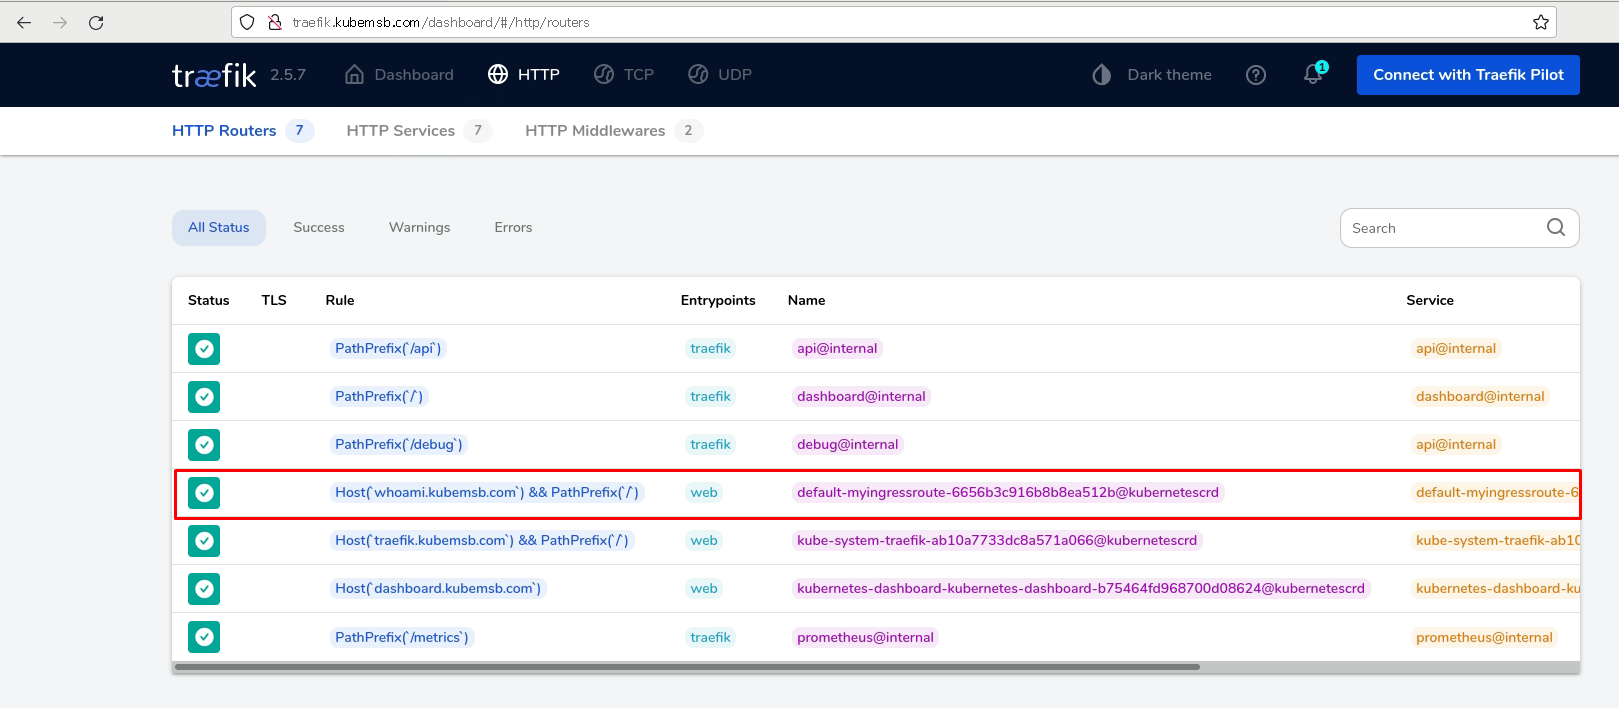 traefik.kubemsb.com/dashboard/#/http/routers
træfik 2.5.7 Dashboard HTTP TCP UDP Dark theme 1 Connect with Traefik Pilot
HTTP Routers 7 HTTP Services 7 HTTP Middlewares 2
All Status Success Warnings Errors Search
Status TLS Rule Entrypoints Name Service
PathPrefix(`/api`) traefik api@internal api@internal
PathPrefix(`/`) traefik dashboard@internal dashboard@internal
PathPrefix(`/debug`) traefik debug@internal api@internal
Host(`whoami.kubemsb.com`) && PathPrefix(`/`) web default-myingressroute-6656b3c916b8b8ea512b@kubernetescrd default-myingressroute-6
Host(`traefik.kubemsb.com`) && PathPrefix(`/`) web kube-system-traefik-ab10a7733dc8a571a066@kubernetescrd kube-system-traefik-ab10
Host(`dashboard.kubemsb.com`) web kubernetes-dashboard-kubernetes-dashboard-b75464fd968700d08624@kubernetescrd kubernetes-dashboard-ku
PathPrefix(`/metrics`) traefik prometheus@internal prometheus@internal